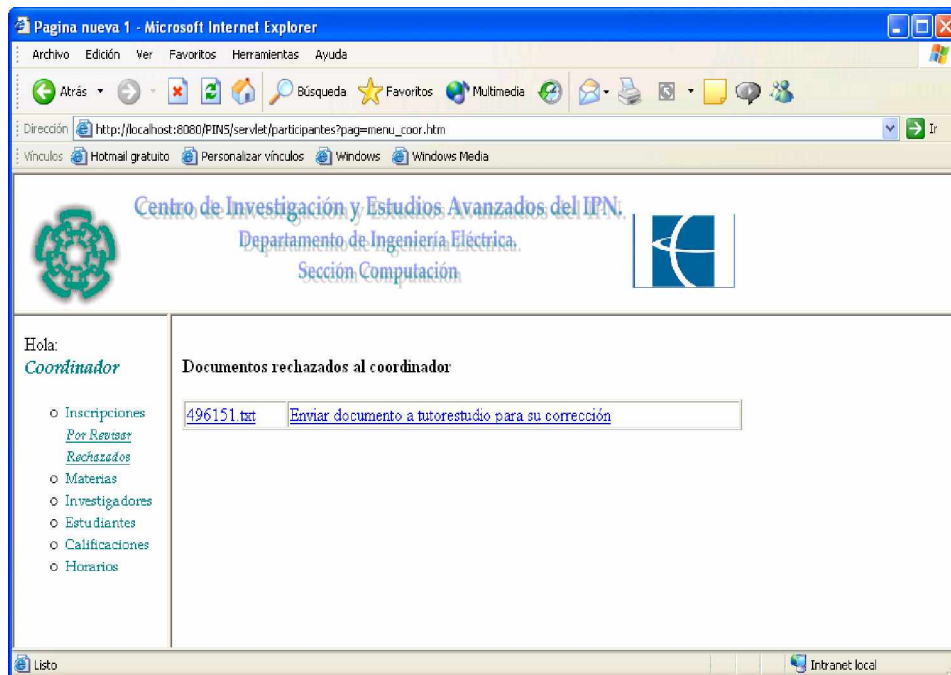 Pagina nueva 1 - Microsoft Internet Explorer
Archivo Edición Ver Favoritos Herramientas Ayuda
Atrás Búsqueda Favoritos Multimedia
Dirección http://localhost:8080/PINS/servlet/participantes?pag=menu_coor.htm Ir
Vínculos Hotmail gratuito Personalizar vínculos Windows Windows Media
Centro de Investigación y Estudios Avanzados del IPN.
Departamento de Ingeniería Eléctrica.
Sección Computación
Hola:
Coordinador
Inscripciones
Por Revisar
Rechazados
Materias
Investigadores
Estudiantes
Calificaciones
Horarios
Documentos rechazados al coordinador
496151.txt Enviar documento a tutorestudio para su corrección
Listo Intranet local